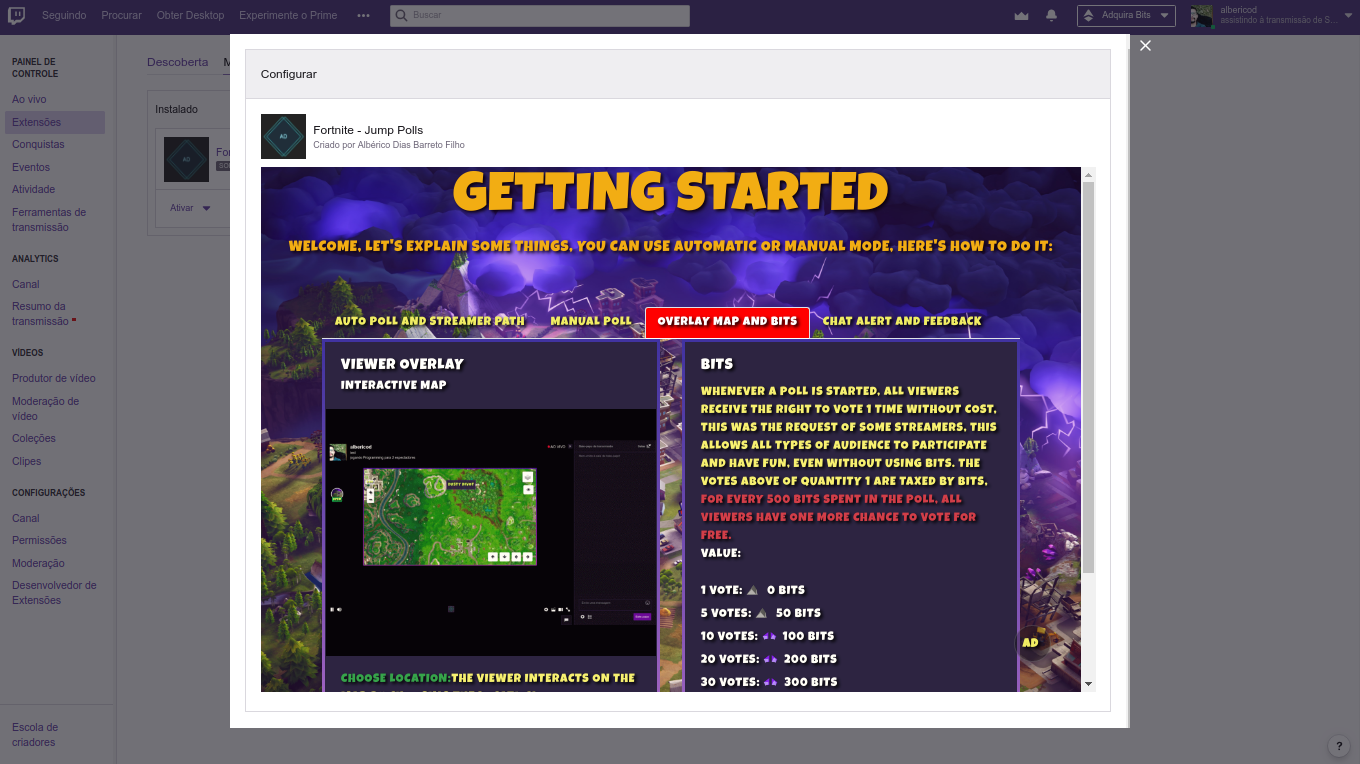 Seguindo Procurar Obter Desktop Experimente o Prime ••• Buscar Adquira Bits albericod
assistindo à transmissão de S...
PAINEL DE
CONTROLE
Ao vivo
Extensões
Conquistas
Eventos
Atividade
Ferramentas de
transmissão
ANALYTICS
Canal
Resumo da
transmissão
VÍDEOS
Produtor de vídeo
Moderação de
vídeo
Coleções
Clipes
CONFIGURAÇÕES
Canal
Permissões
Moderação
Desenvolvedor de
Extensões
Escola de
criadores
Descoberta M
Instalado
AD
For
Ativar
Configurar
AD
Fortnite - Jump Polls
Criado por Albérico Dias Barreto Filho
GETTING STARTED
WELCOME, LET'S EXPLAIN SOME THINGS, YOU CAN USE AUTOMATIC OR MANUAL MODE, HERE'S HOW TO DO IT:
AUTO POLL AND STREAMER PATH MANUAL POLL OVERLAY MAP AND BITS CHAT ALERT AND FEEDBACK
VIEWER OVERLAY
INTERACTIVE MAP
albericod
DUSTY DIVOT
CHOOSE LOCATION:THE VIEWER INTERACTS ON THE
BITS
WHENEVER A POLL IS STARTED, ALL VIEWERS
RECEIVE THE RIGHT TO VOTE 1 TIME WITHOUT COST,
THIS WAS THE REQUEST OF SOME STREAMERS, THIS
ALLOWS ALL TYPES OF AUDIENCE TO PARTICIPATE
AND HAVE FUN, EVEN WITHOUT USING BITS. THE
VOTES ABOVE OF QUANTITY 1 ARE TAXED BY BITS,
FOR EVERY 500 BITS SPENT IN THE POLL, ALL
VIEWERS HAVE ONE MORE CHANCE TO VOTE FOR
FREE.
VALUE:
1 VOTE: 0 BITS
5 VOTES: 50 BITS
10 VOTES: 100 BITS
20 VOTES: 200 BITS
30 VOTES: 300 BITS
AD
?